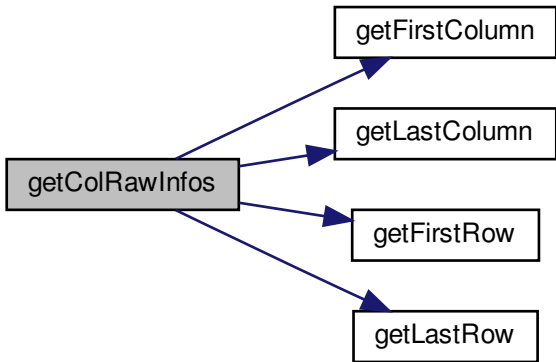 getFirstColumn
getLastColumn
getColRawInfos
getFirstRow
getLastRow